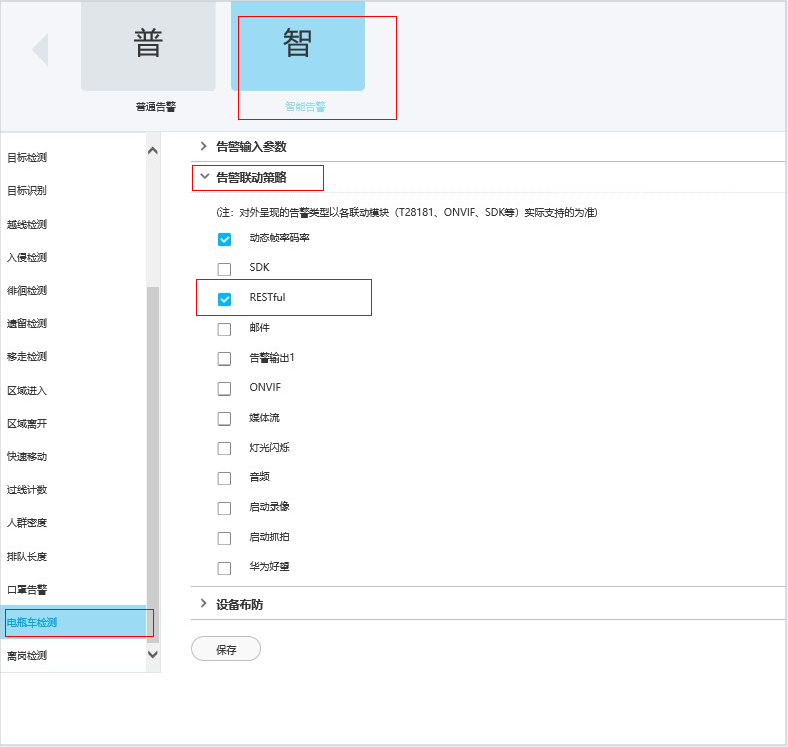 普
智
普通告警
智能告警
目标检测
目标识别
越线检测
入侵检测
徘徊检测
遗留检测
移走检测
区域进入
区域离开
快速移动
过线计数
人群密度
排队长度
口罩告警
电瓶车检测
离岗检测
告警输入参数
告警联动策略
(注：对外呈现的告警类型以各联动模块（T28181、ONVIF、SDK等）实际支持的为准)
动态帧率码率
SDK
RESTful
邮件
告警输出1
ONVIF
媒体流
灯光闪烁
音频
启动录像
启动抓拍
华为好望
设备布防
保存